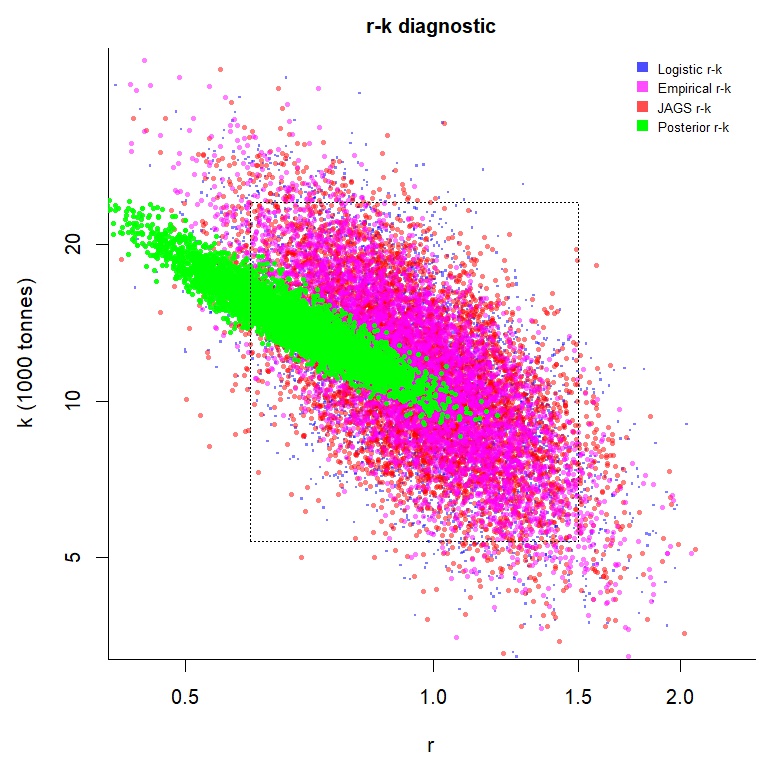 r-k diagnostic
Logistic r-k
Empirical r-k
JAGS r-k
Posterior r-k
k (1000 tonnes)
20
10
5
0.5 1.0 1.5 2.0
r